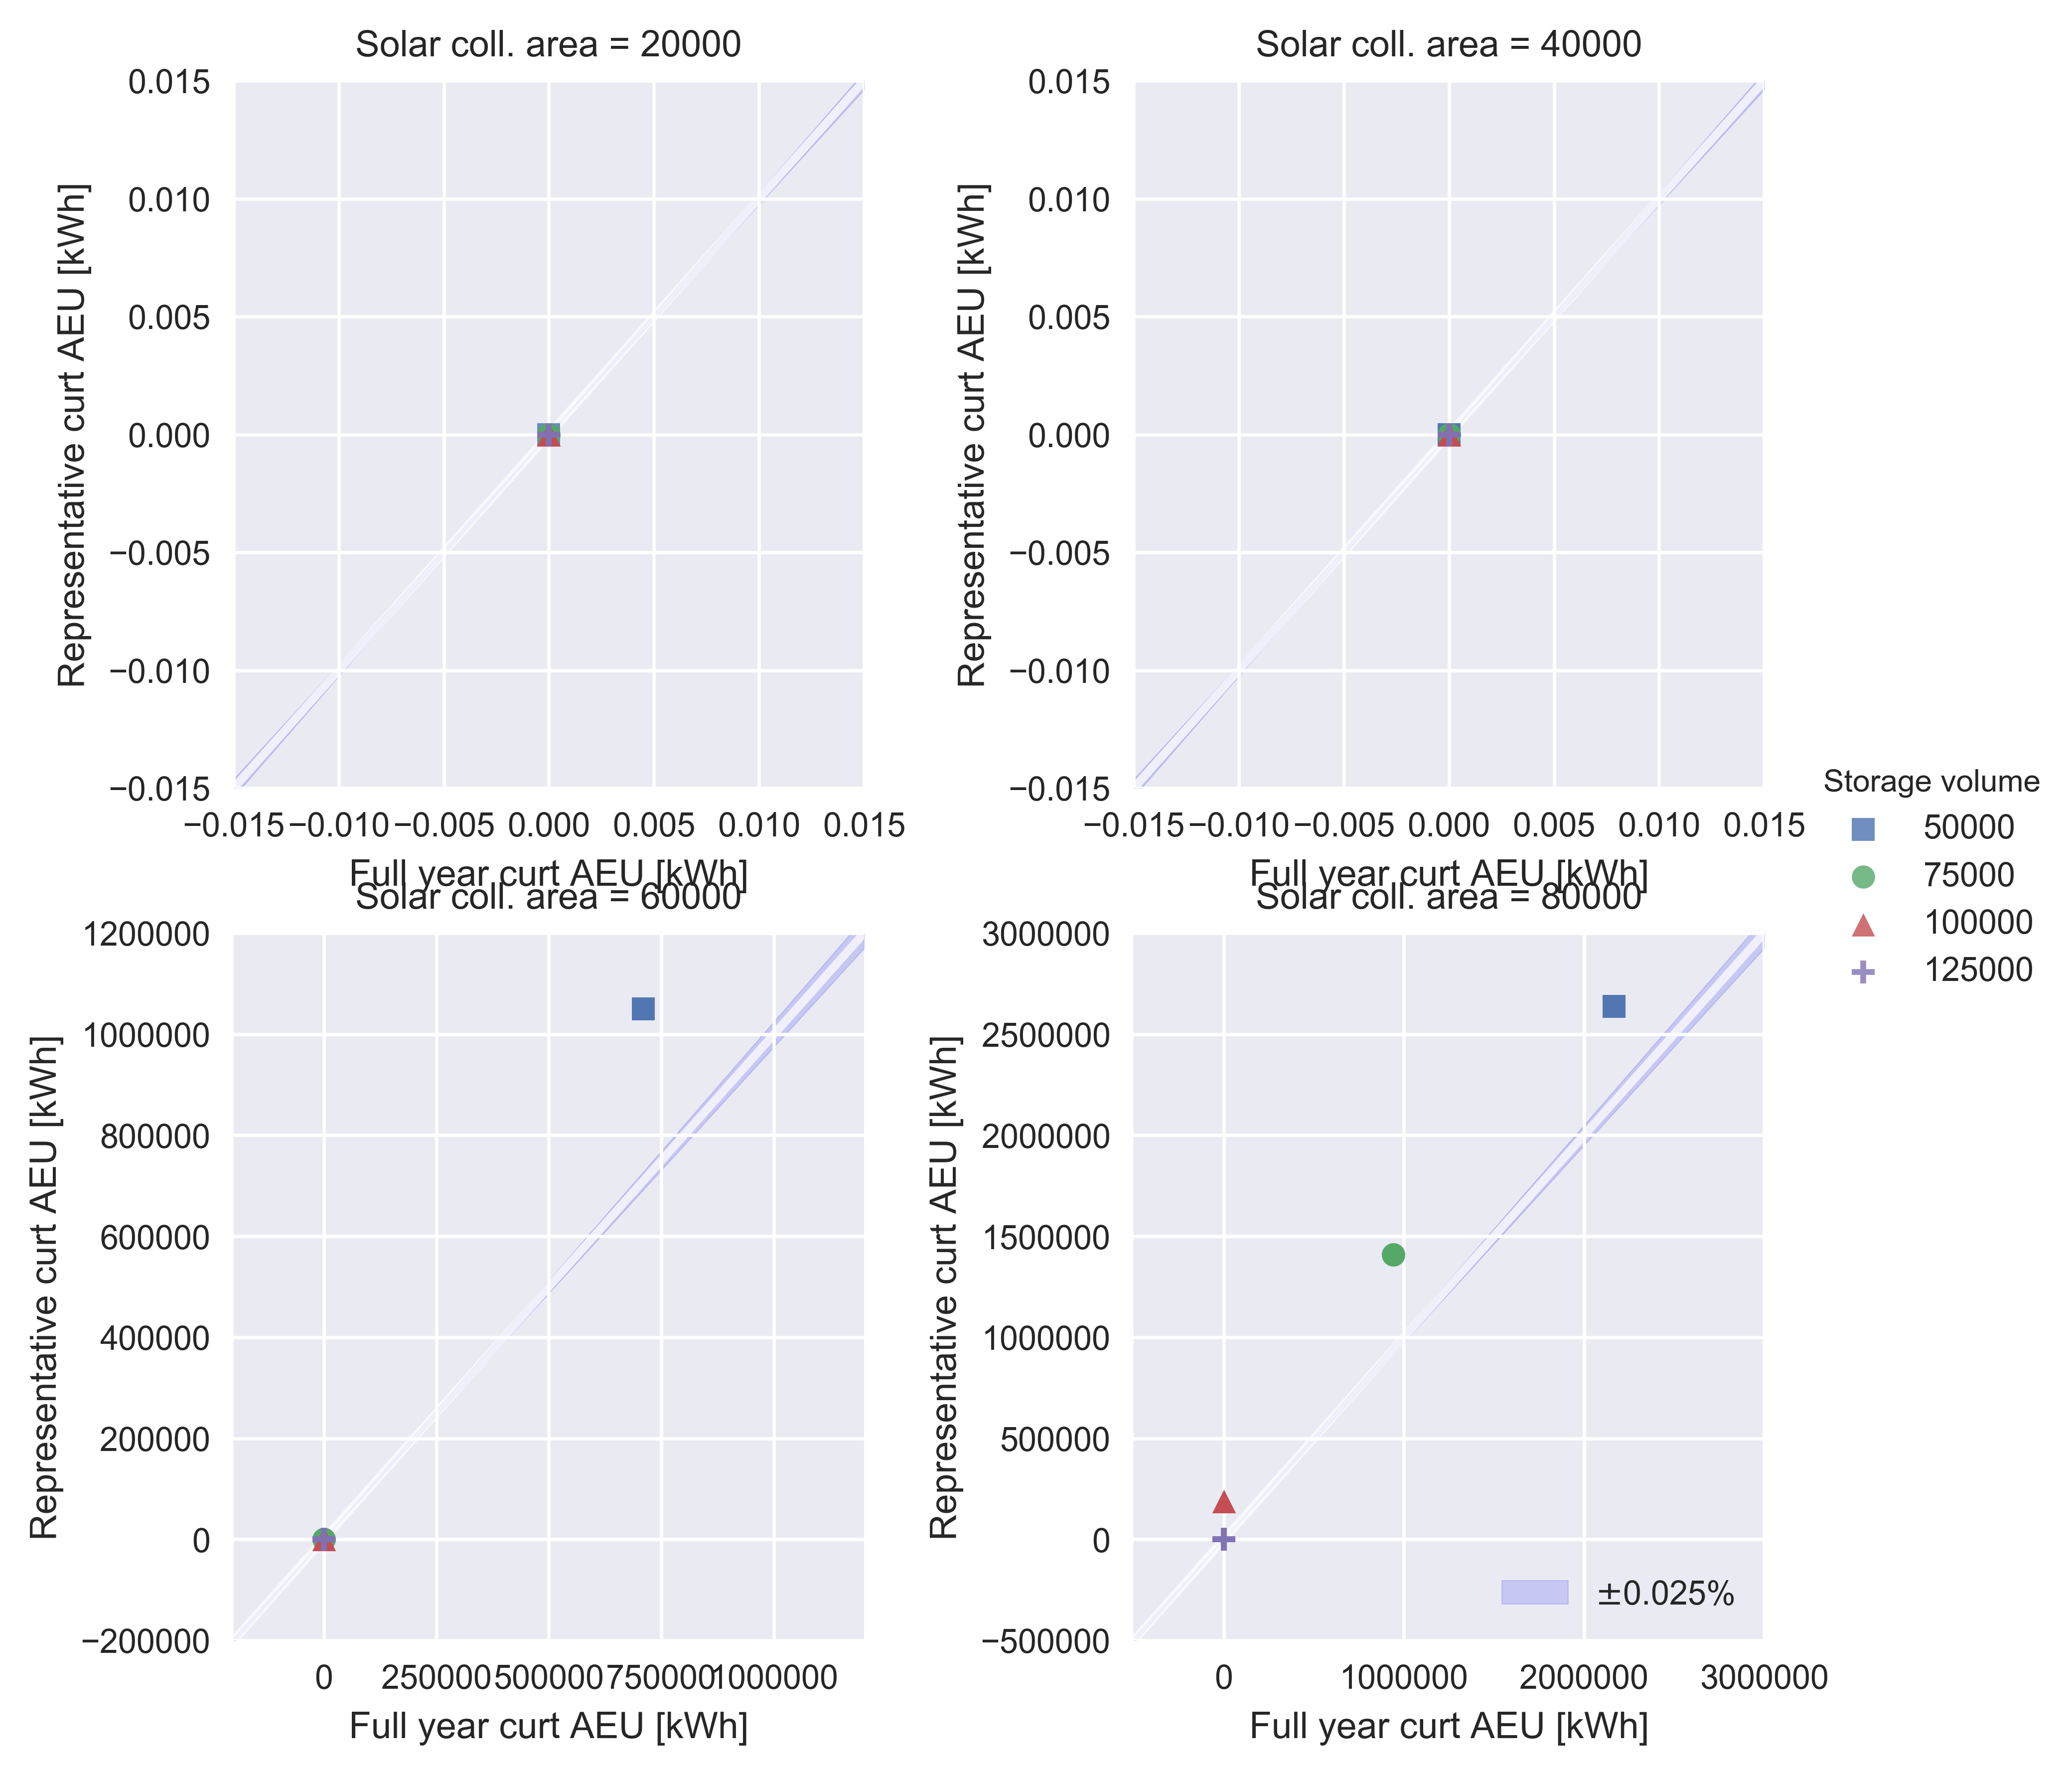 Solar coll. area = 20000
0.015
0.010
0.005
0.000
−0.005
−0.010
−0.015
Representative curt AEU [kWh]
−0.015 −0.010 −0.005 0.000 0.005 0.010 0.015
Full year curt AEU [kWh]
Solar coll. area = 40000
0.015
0.010
0.005
0.000
−0.005
−0.010
−0.015
Representative curt AEU [kWh]
−0.015 −0.010 −0.005 0.000 0.005 0.010 0.015
Full year curt AEU [kWh]
Storage volume
50000
75000
100000
125000
Solar coll. area = 60000
1200000
1000000
800000
600000
400000
200000
0
−200000
Representative curt AEU [kWh]
0 250000 500000 750000 1000000
Full year curt AEU [kWh]
Solar coll. area = 80000
3000000
2500000
2000000
1500000
1000000
500000
0
−500000
Representative curt AEU [kWh]
±0.025%
0 1000000 2000000 3000000
Full year curt AEU [kWh]